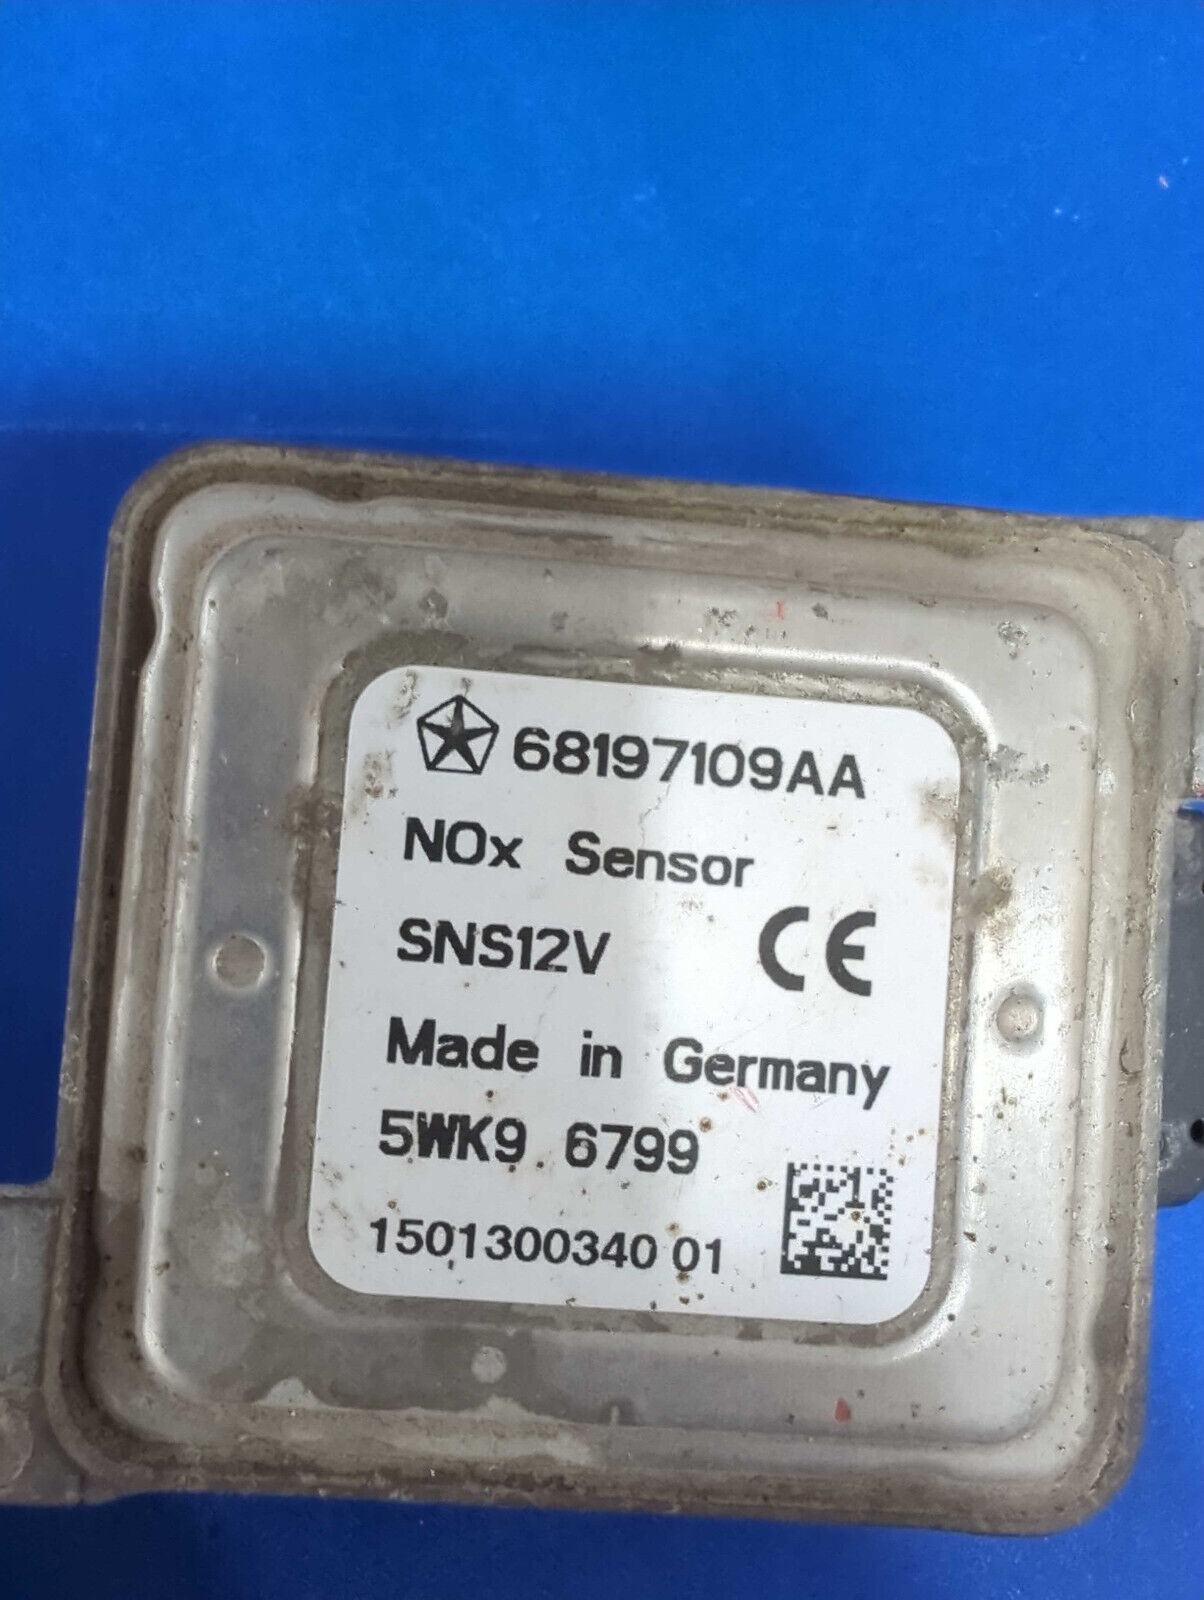 68197109AA
NOx Sensor
SNS12V CE
Made in Germany
5WK9 6799
1501300340 01